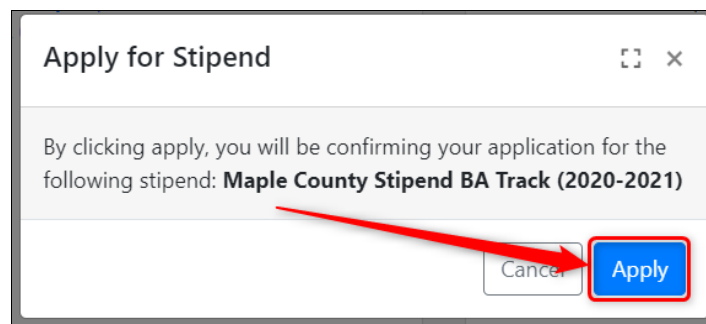 Apply for Stipend
By clicking apply, you will be confirming your application for the
following stipend: Maple County Stipend BA Track (2020-2021)
Cancel Apply